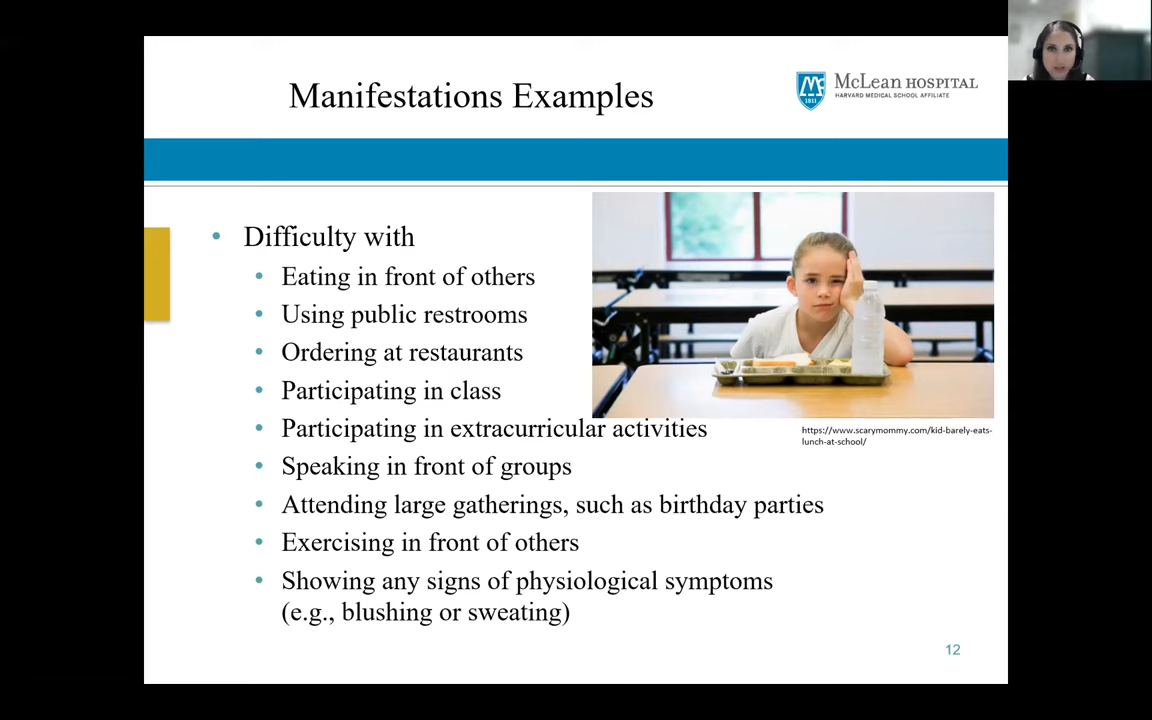 Manifestations Examples
McLean HOSPITAL
HARVARD MEDICAL SCHOOL AFFILIATE
1811
• Difficulty with
• Eating in front of others
• Using public restrooms
• Ordering at restaurants
• Participating in class
• Participating in extracurricular activities
https://www.scarymommy.com/kid-barely-eats-
lunch-at-school/
• Speaking in front of groups
• Attending large gatherings, such as birthday parties
• Exercising in front of others
• Showing any signs of physiological symptoms
(e.g., blushing or sweating)
12